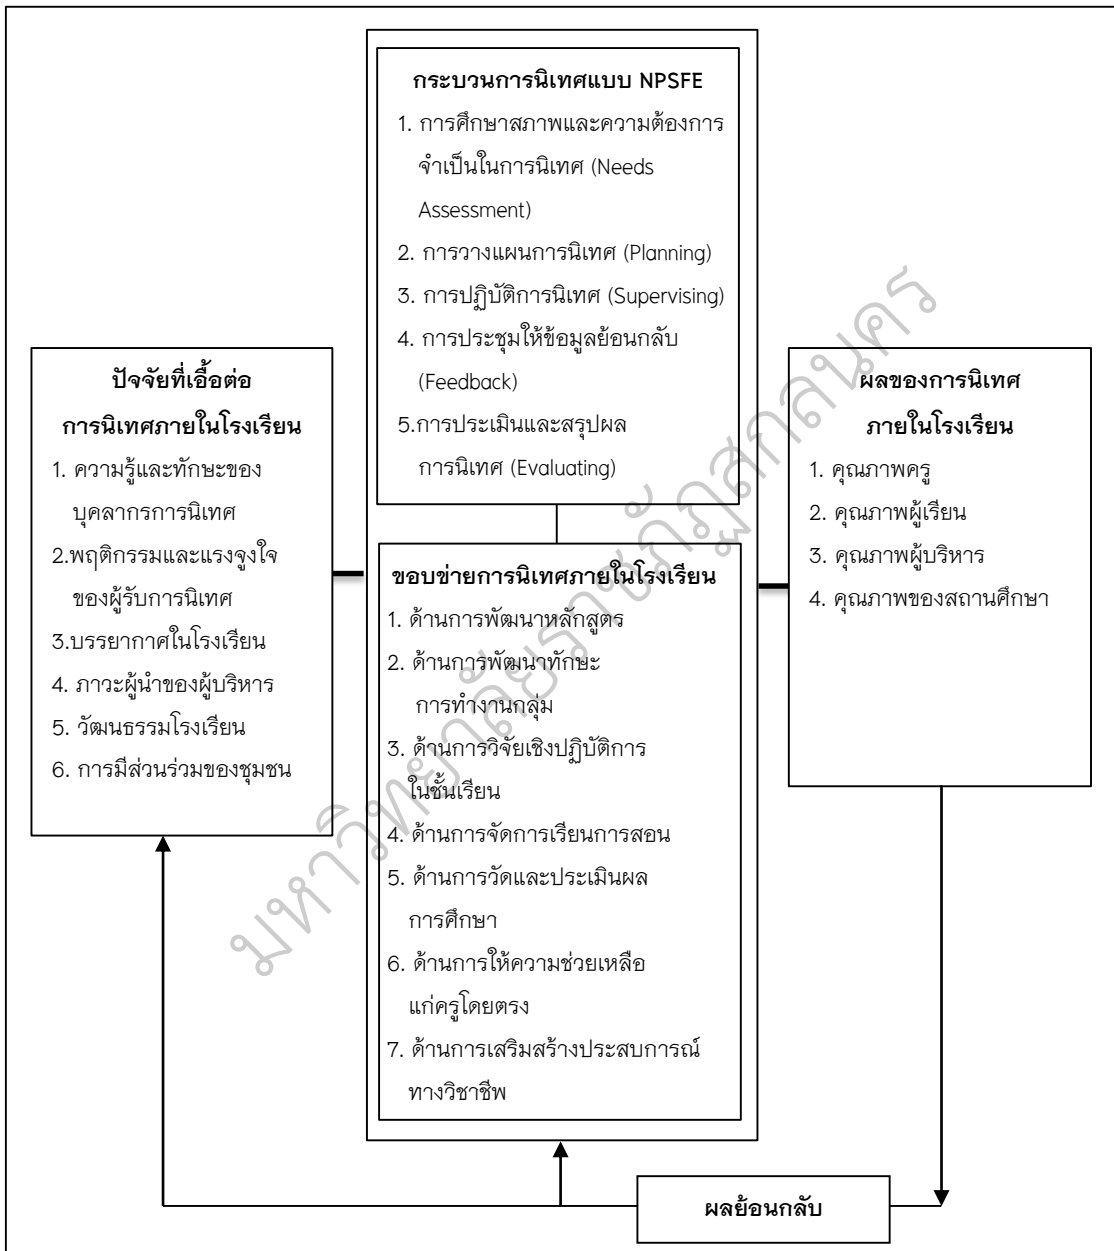 กระบวนการนิเทศแบบ NPSFE
1. การศึกษาสภาพและความต้องการ
จำเป็นในการนิเทศ (Needs
Assessment)
2. การวางแผนการนิเทศ (Planning)
3. การปฏิบัติการนิเทศ (Supervising)
4. การประชุมให้ข้อมูลย้อนกลับ
(Feedback)
5.การประเมินและสรุปผล
การนิเทศ (Evaluating)
ปัจจัยที่เอื้อต่อ
การนิเทศภายในโรงเรียน
1. ความรู้และทักษะของ
บุคลากรการนิเทศ
2.พฤติกรรมและแรงจูงใจ
ของผู้รับการนิเทศ
3.บรรยากาศในโรงเรียน
4. ภาวะผู้นำของผู้บริหาร
5. วัฒนธรรมโรงเรียน
6. การมีส่วนร่วมของชุมชน
ขอบข่ายการนิเทศภายในโรงเรียน
1. ด้านการพัฒนาหลักสูตร
2. ด้านการพัฒนาทักษะ
การทำงานกลุ่ม
3. ด้านการวิจัยเชิงปฏิบัติการ
ในชั้นเรียน
4. ด้านการจัดการเรียนการสอน
5. ด้านการวัดและประเมินผล
การศึกษา
6. ด้านการให้ความช่วยเหลือ
แก่ครูโดยตรง
7. ด้านการเสริมสร้างประสบการณ์
ทางวิชาชีพ
ผลของการนิเทศ
ภายในโรงเรียน
1. คุณภาพครู
2. คุณภาพผู้เรียน
3. คุณภาพผู้บริหาร
4. คุณภาพของสถานศึกษา
ผลย้อนกลับ
มหาวิทยาลัยราชภัฏสกลนคร